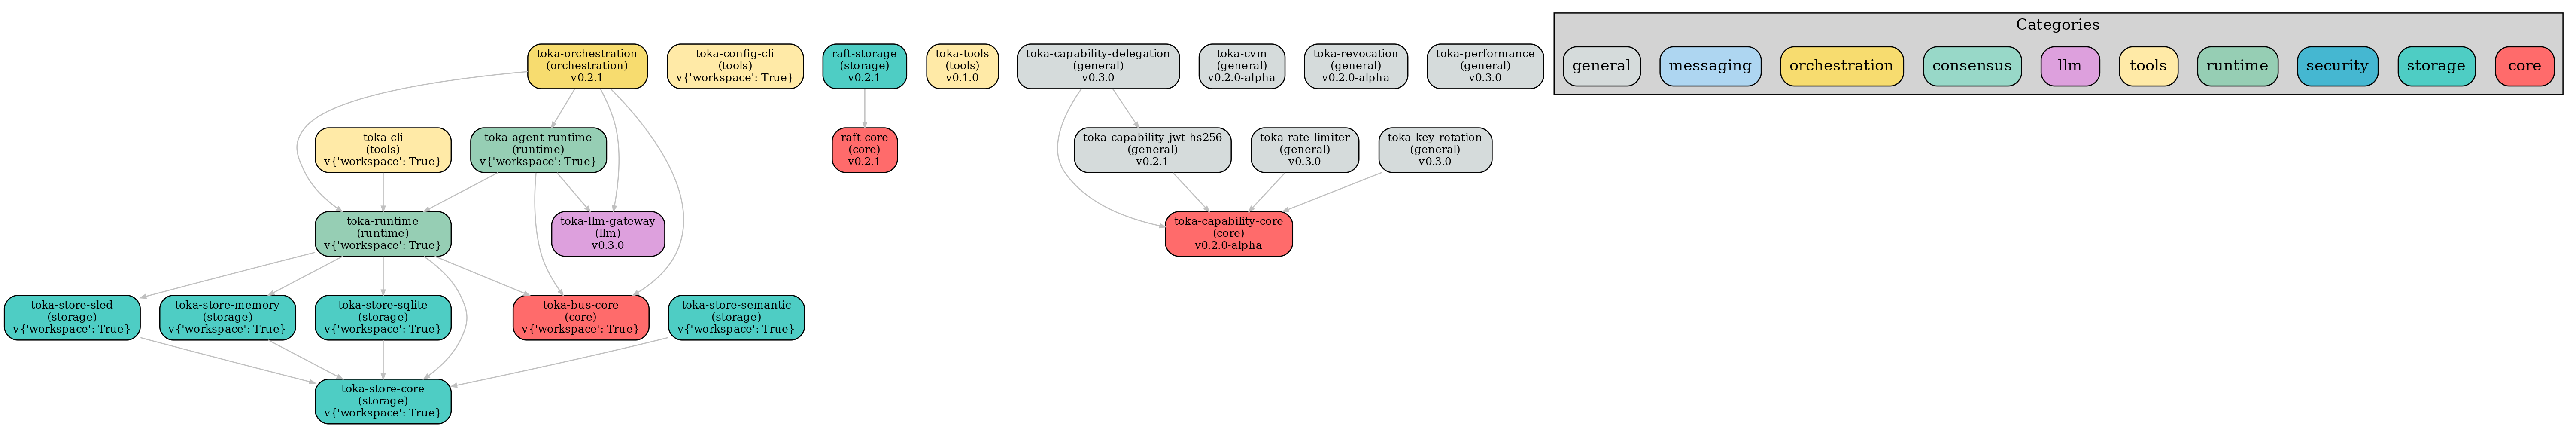 toka-orchestration
(orchestration)
v0.2.1
toka-config-cli
(tools)
v{'workspace': True}
raft-storage
(storage)
v0.2.1
toka-tools
(tools)
v0.1.0
toka-capability-delegation
(general)
v0.3.0
toka-cvm
(general)
v0.2.0-alpha
toka-revocation
(general)
v0.2.0-alpha
toka-performance
(general)
v0.3.0
Categories
general
messaging
orchestration
consensus
llm
tools
runtime
security
storage
core
toka-cli
(tools)
v{'workspace': True}
toka-agent-runtime
(runtime)
v{'workspace': True}
raft-core
(core)
v0.2.1
toka-capability-jwt-hs256
(general)
v0.2.1
toka-rate-limiter
(general)
v0.3.0
toka-key-rotation
(general)
v0.3.0
toka-runtime
(runtime)
v{'workspace': True}
toka-llm-gateway
(llm)
v0.3.0
toka-capability-core
(core)
v0.2.0-alpha
toka-store-sled
(storage)
v{'workspace': True}
toka-store-memory
(storage)
v{'workspace': True}
toka-store-sqlite
(storage)
v{'workspace': True}
toka-bus-core
(core)
v{'workspace': True}
toka-store-semantic
(storage)
v{'workspace': True}
toka-store-core
(storage)
v{'workspace': True}